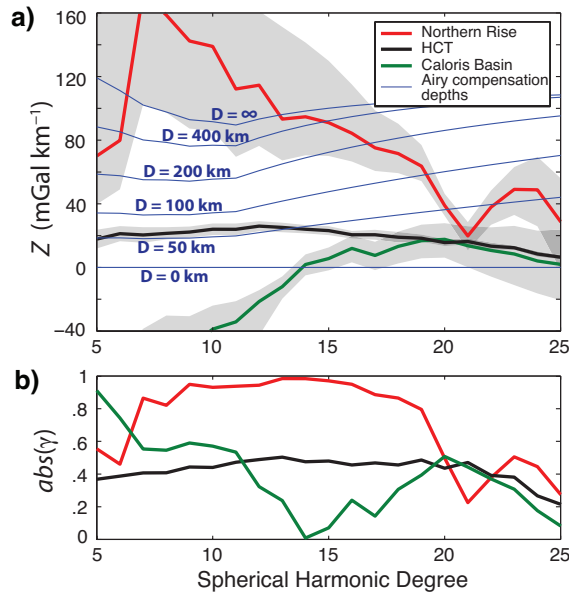 a)
160
120
80
40
0
-40
Z (mGal km⁻¹)
Northern Rise
HCT
Caloris Basin
Airy compensation
depths
D = ∞
D = 400 km
D = 200 km
D = 100 km
D = 50 km
D = 0 km
5 10 15 20 25
b)
1
.8
.6
.4
.2
0
abs(γ)
5 10 15 20 25
Spherical Harmonic Degree